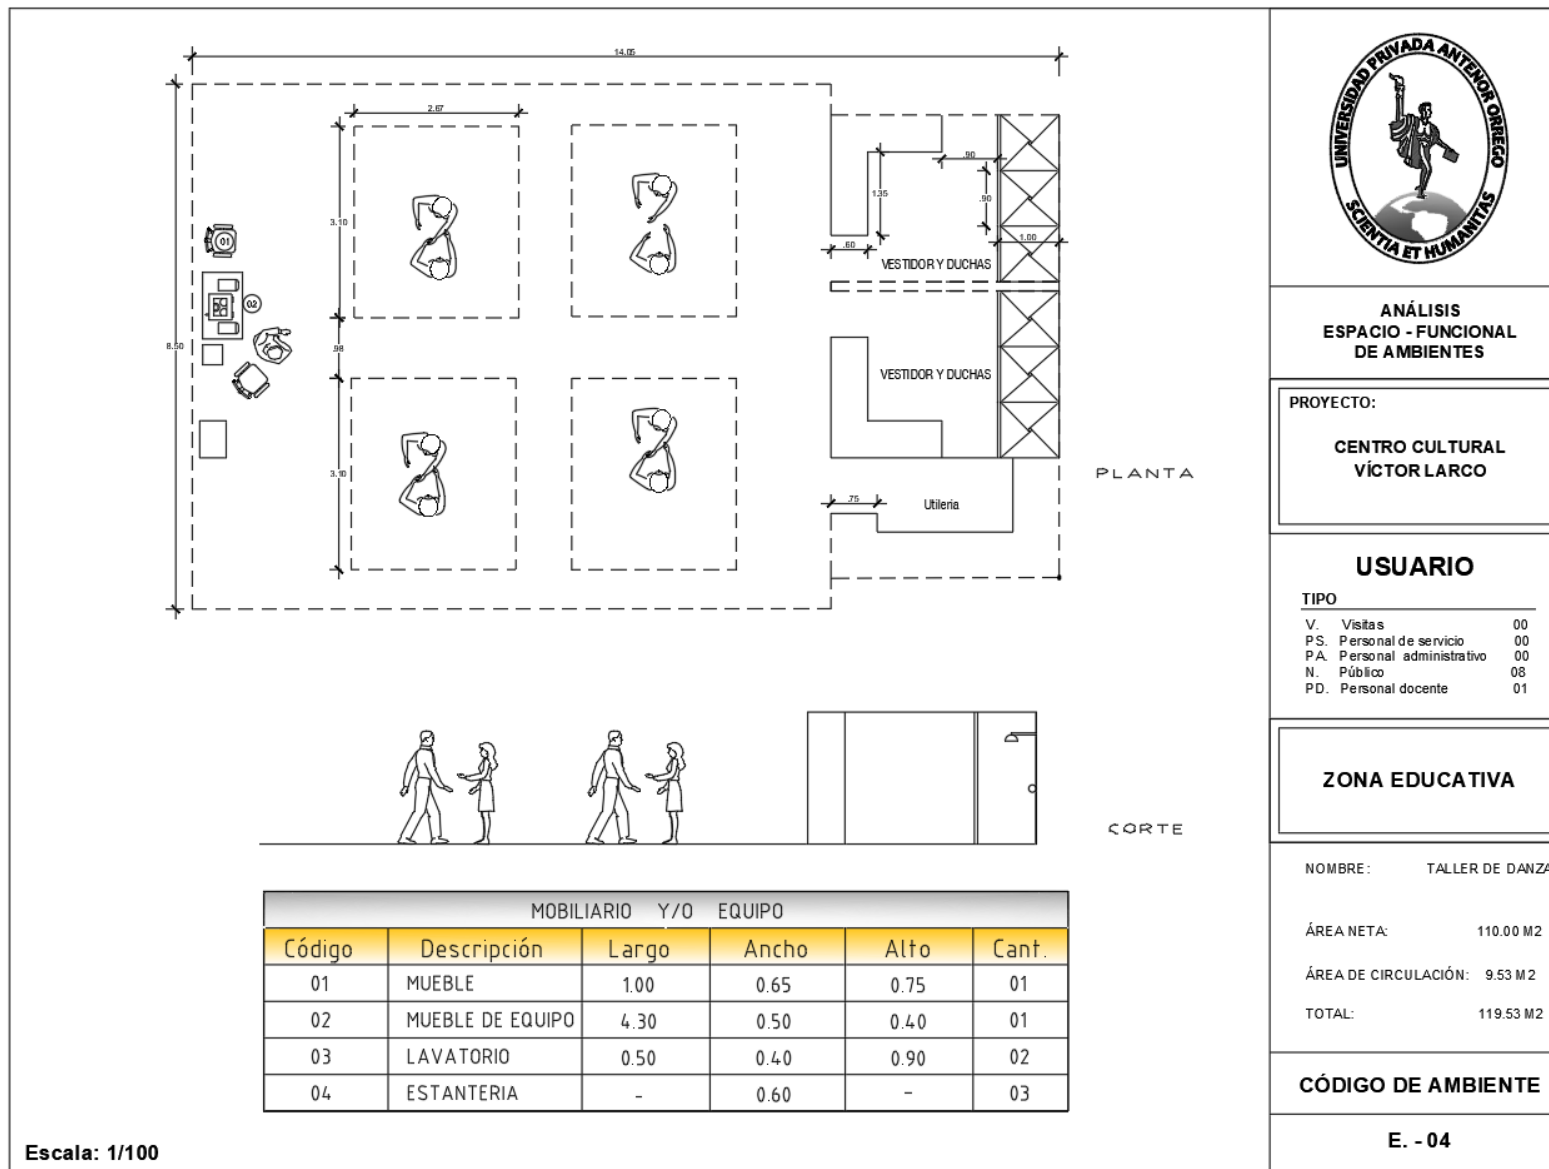 14.05
2.67
3.10
.98
3.10
8.50
01
02
.90
1.35
.90
.60
1.00
VESTIDOR Y DUCHAS
VESTIDOR Y DUCHAS
.75
Utileria
PLANTA
CORTE
MOBILIARIO Y/O EQUIPO
Código Descripción Largo Ancho Alto Cant.
01 MUEBLE 1.00 0.65 0.75 01
02 MUEBLE DE EQUIPO 4.30 0.50 0.40 01
03 LAVATORIO 0.50 0.40 0.90 02
04 ESTANTERIA - 0.60 - 03
Escala: 1/100
UNIVERSIDAD PRIVADA ANTENOR ORREGO
SCIENTIA ET HUMANITAS
ANÁLISIS
ESPACIO - FUNCIONAL
DE AMBIENTES
PROYECTO:
CENTRO CULTURAL
VÍCTOR LARCO
USUARIO
TIPO
V. Visitas 00
PS. Personal de servicio 00
PA. Personal administrativo 00
N. Público 08
PD. Personal docente 01
ZONA EDUCATIVA
NOMBRE: TALLER DE DANZA
ÁREA NETA: 110.00 M2
ÁREA DE CIRCULACIÓN: 9.53 M2
TOTAL: 119.53 M2
CÓDIGO DE AMBIENTE
E. - 04